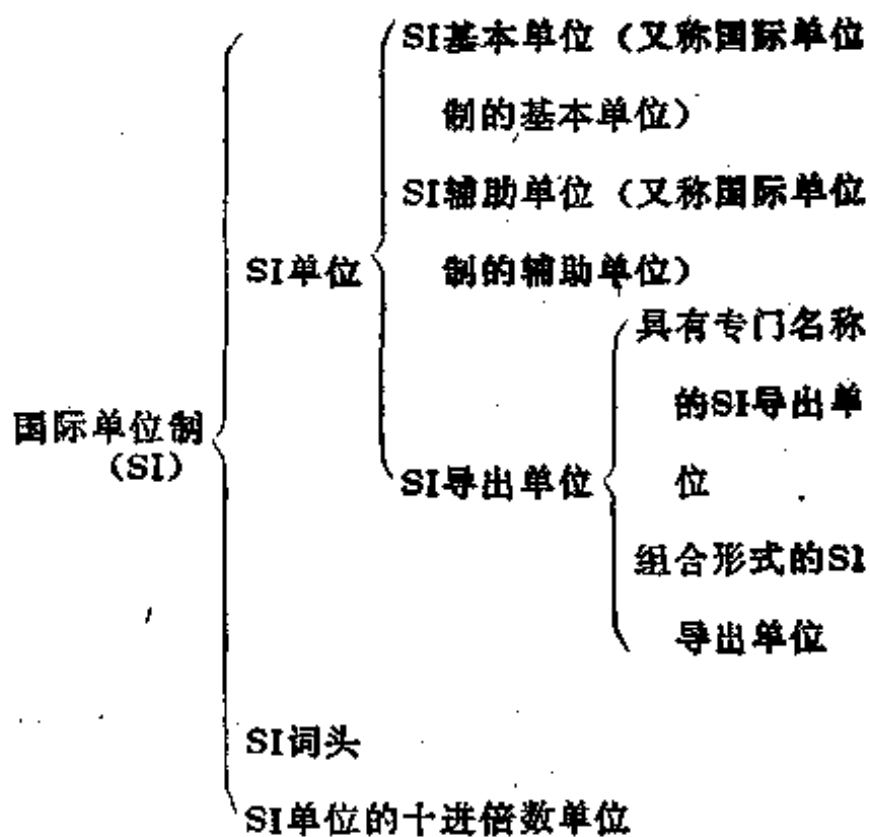 SI基本单位（又称国际单位
制的基本单位）
SI辅助单位（又称国际单位
制的辅助单位）
SI单位
具有专门名称
的SI导出单
位
国际单位制
（SI）
SI导出单位
组合形式的SI
导出单位
SI词头
SI单位的十进倍数单位